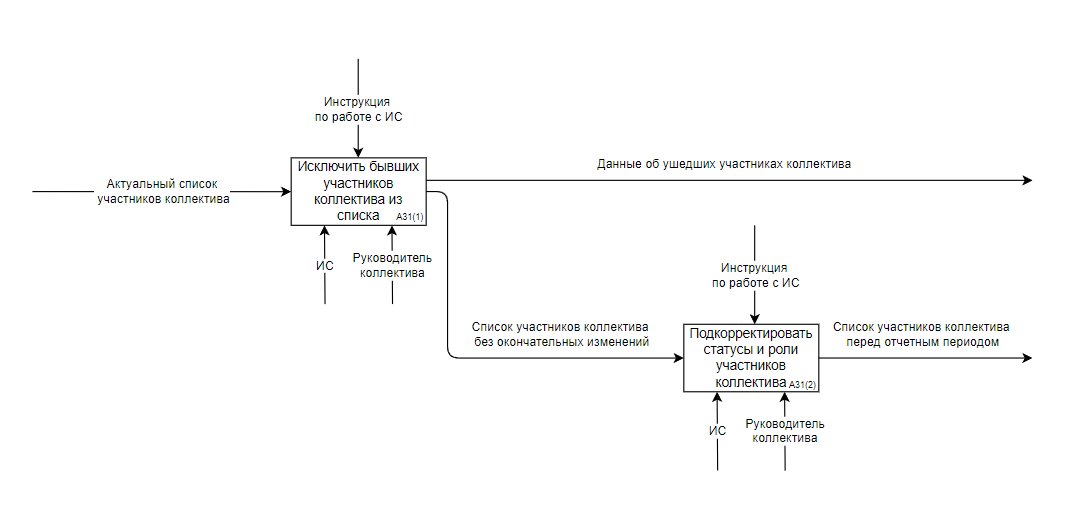 Инструкция
по работе с ИС
Исключить бывших
участников
коллектива из
списка
A31(1)
Актуальный список
участников коллектива
Данные об ушедших участниках коллектива
ИС
Руководитель
коллектива
Инструкция
по работе с ИС
Список участников коллектива
без окончательных изменений
Подкорректировать
статусы и роли
участников
коллектива
A31(2)
Список участников коллектива
перед отчетным периодом
ИС
Руководитель
коллектива